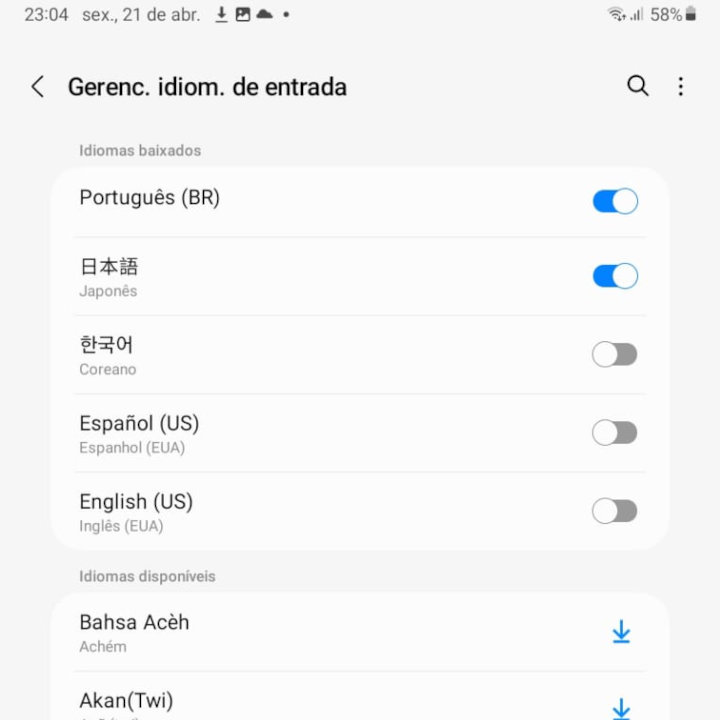 23:04 sex., 21 de abr. 58%
Gerenc. idiom. de entrada
Idiomas baixados
Português (BR)
日本語
Japonês
한국어
Coreano
Español (US)
Espanhol (EUA)
English (US)
Inglês (EUA)
Idiomas disponíveis
Bahsa Acèh
Achém
Akan(Twi)